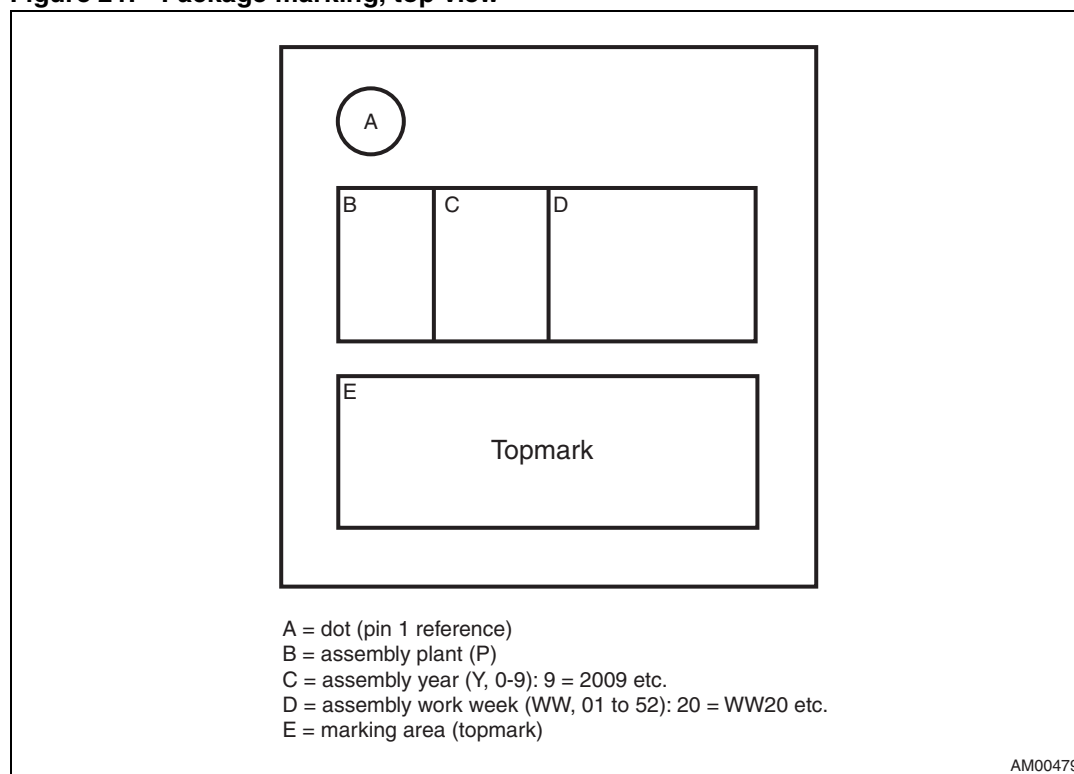 Figure 21. Package marking, top view
A
B C D
E
Topmark
A = dot (pin 1 reference)
B = assembly plant (P)
C = assembly year (Y, 0-9): 9 = 2009 etc.
D = assembly work week (WW, 01 to 52): 20 = WW20 etc.
E = marking area (topmark)
AM00479